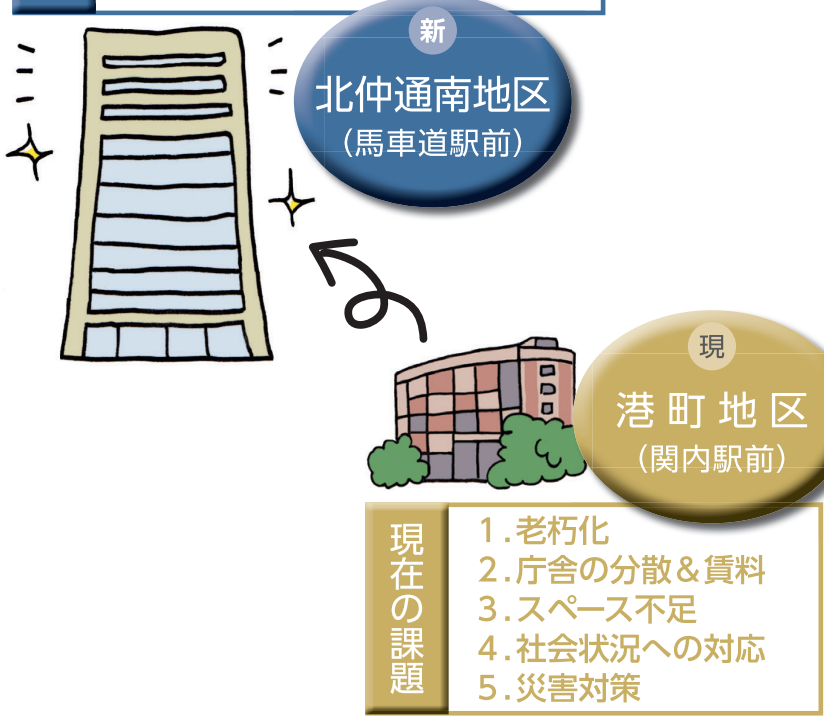 新
北仲通南地区
(馬車道駅前)
現
港町地区
(関内駅前)
現在の課題
1.老朽化
2.庁舎の分散&賃料
3.スペース不足
4.社会状況への対応
5.災害対策